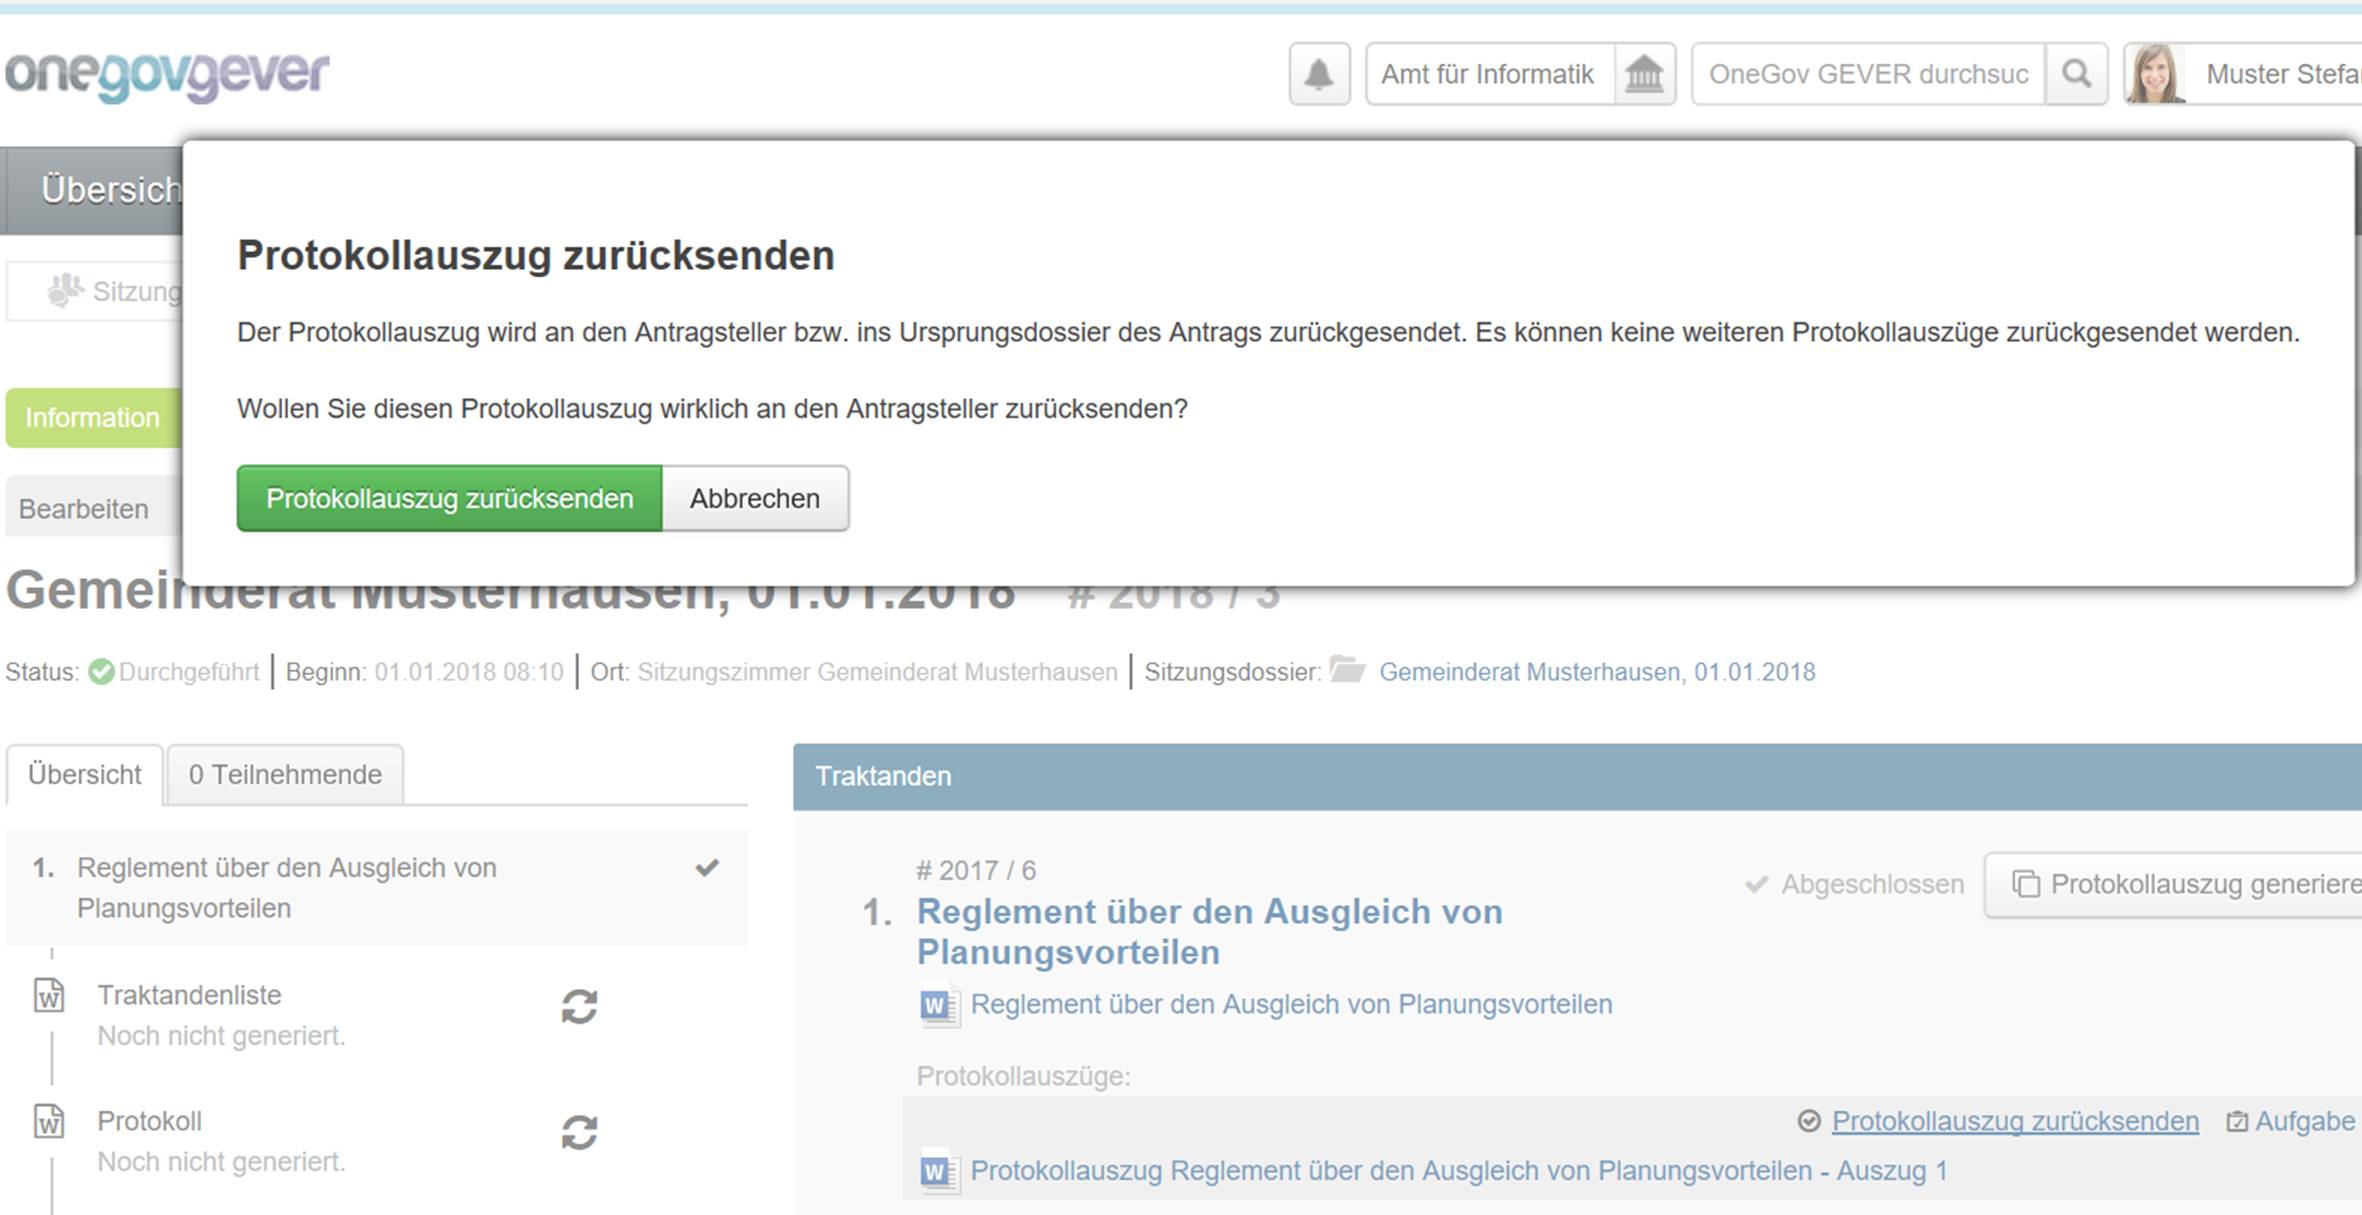 onegovgever
Amt für Informatik
OneGov GEVER durchsuc
Muster Stefa
Übersich
Protokollauszug zurücksenden
Sitzung
Der Protokollauszug wird an den Antragsteller bzw. ins Ursprungsdossier des Antrags zurückgesendet. Es können keine weiteren Protokollauszüge zurückgesendet werden.
Wollen Sie diesen Protokollauszug wirklich an den Antragsteller zurücksenden?
Information
Protokollauszug zurücksenden
Abbrechen
Bearbeiten
Gemeinderat Musterhausen, 01.01.2018 # 2018 / 3
Status: Durchgeführt | Beginn: 01.01.2018 08:10 | Ort: Sitzungszimmer Gemeinderat Musterhausen | Sitzungsdossier: Gemeinderat Musterhausen, 01.01.2018
Übersicht
0 Teilnehmende
1. Reglement über den Ausgleich von
Planungsvorteilen
Traktandenliste
Noch nicht generiert.
Protokoll
Noch nicht generiert.
Traktanden
# 2017 / 6
Abgeschlossen
Protokollauszug generiere
1. Reglement über den Ausgleich von
Planungsvorteilen
Reglement über den Ausgleich von Planungsvorteilen
Protokollauszüge:
Protokollauszug zurücksenden
Aufgabe
Protokollauszug Reglement über den Ausgleich von Planungsvorteilen - Auszug 1